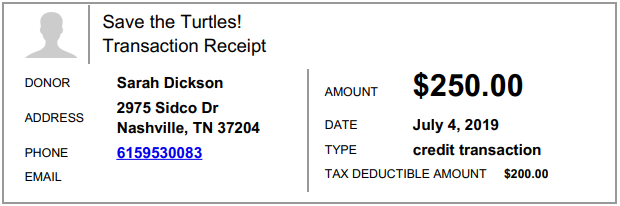 Save the Turtles!
Transaction Receipt
DONOR Sarah Dickson
ADDRESS 2975 Sidco Dr
Nashville, TN 37204
PHONE 6159530083
EMAIL
AMOUNT $250.00
DATE July 4, 2019
TYPE credit transaction
TAX DEDUCTIBLE AMOUNT $200.00